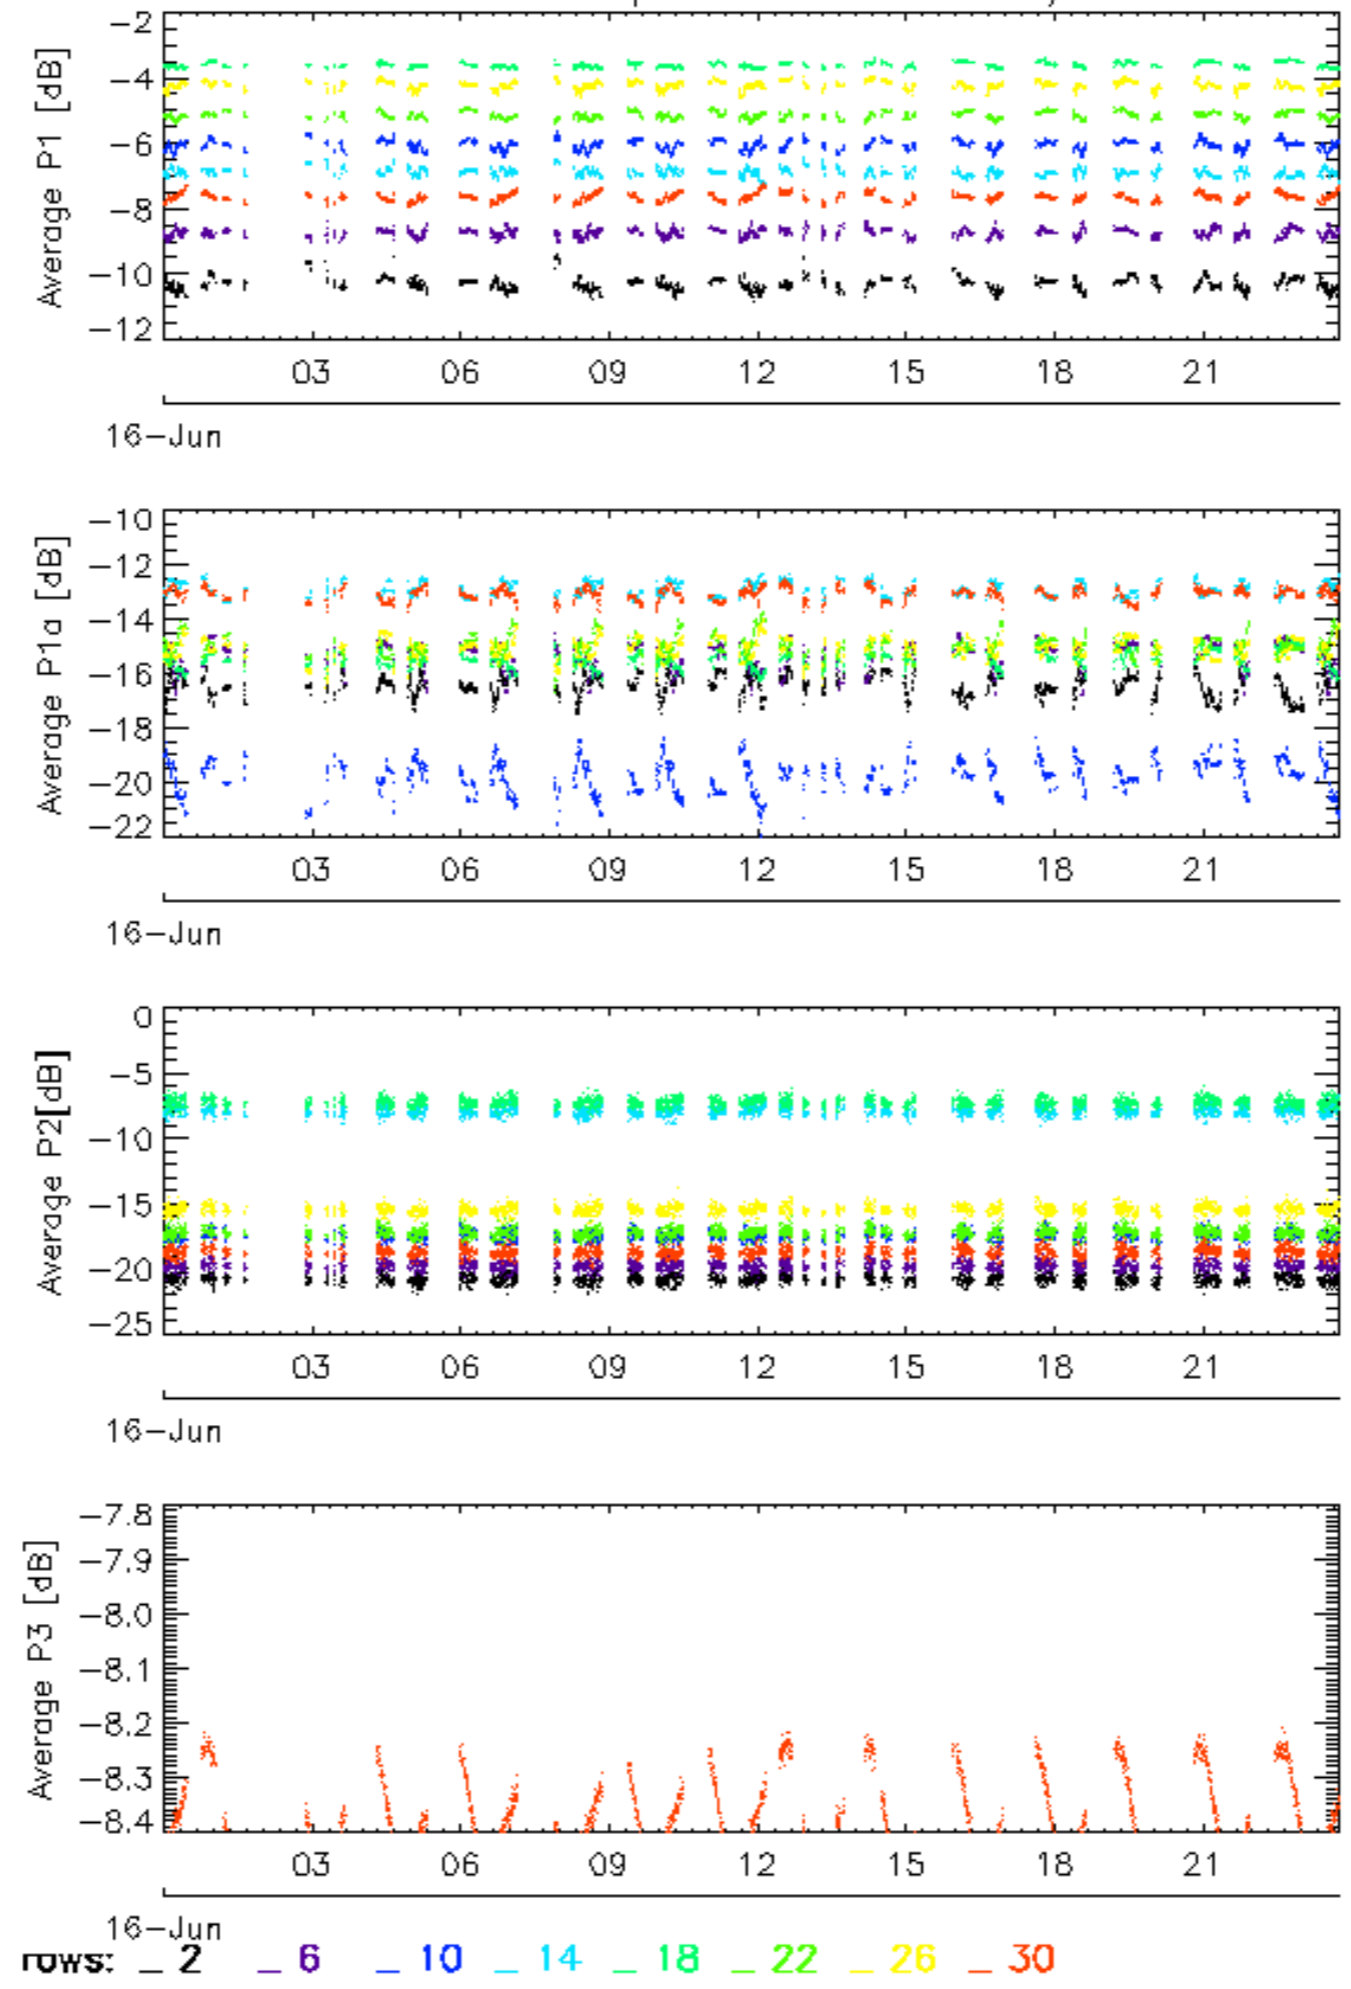 Average P1 [dB]
-2
-4
-6
-8
-10
-12
03 06 09 12 15 18 21
16-Jun
Average P1a [dB]
-10
-12
-14
-16
-18
-20
-22
03 06 09 12 15 18 21
16-Jun
Average P2[dB]
0
-5
-10
-15
-20
-25
03 06 09 12 15 18 21
16-Jun
Average P3 [dB]
-7.8
-7.9
-8.0
-8.1
-8.2
-8.3
-8.4
03 06 09 12 15 18 21
16-Jun
rows: _ 2 _ 6 _ 10 _ 14 _ 18 _ 22 _ 26 _ 30